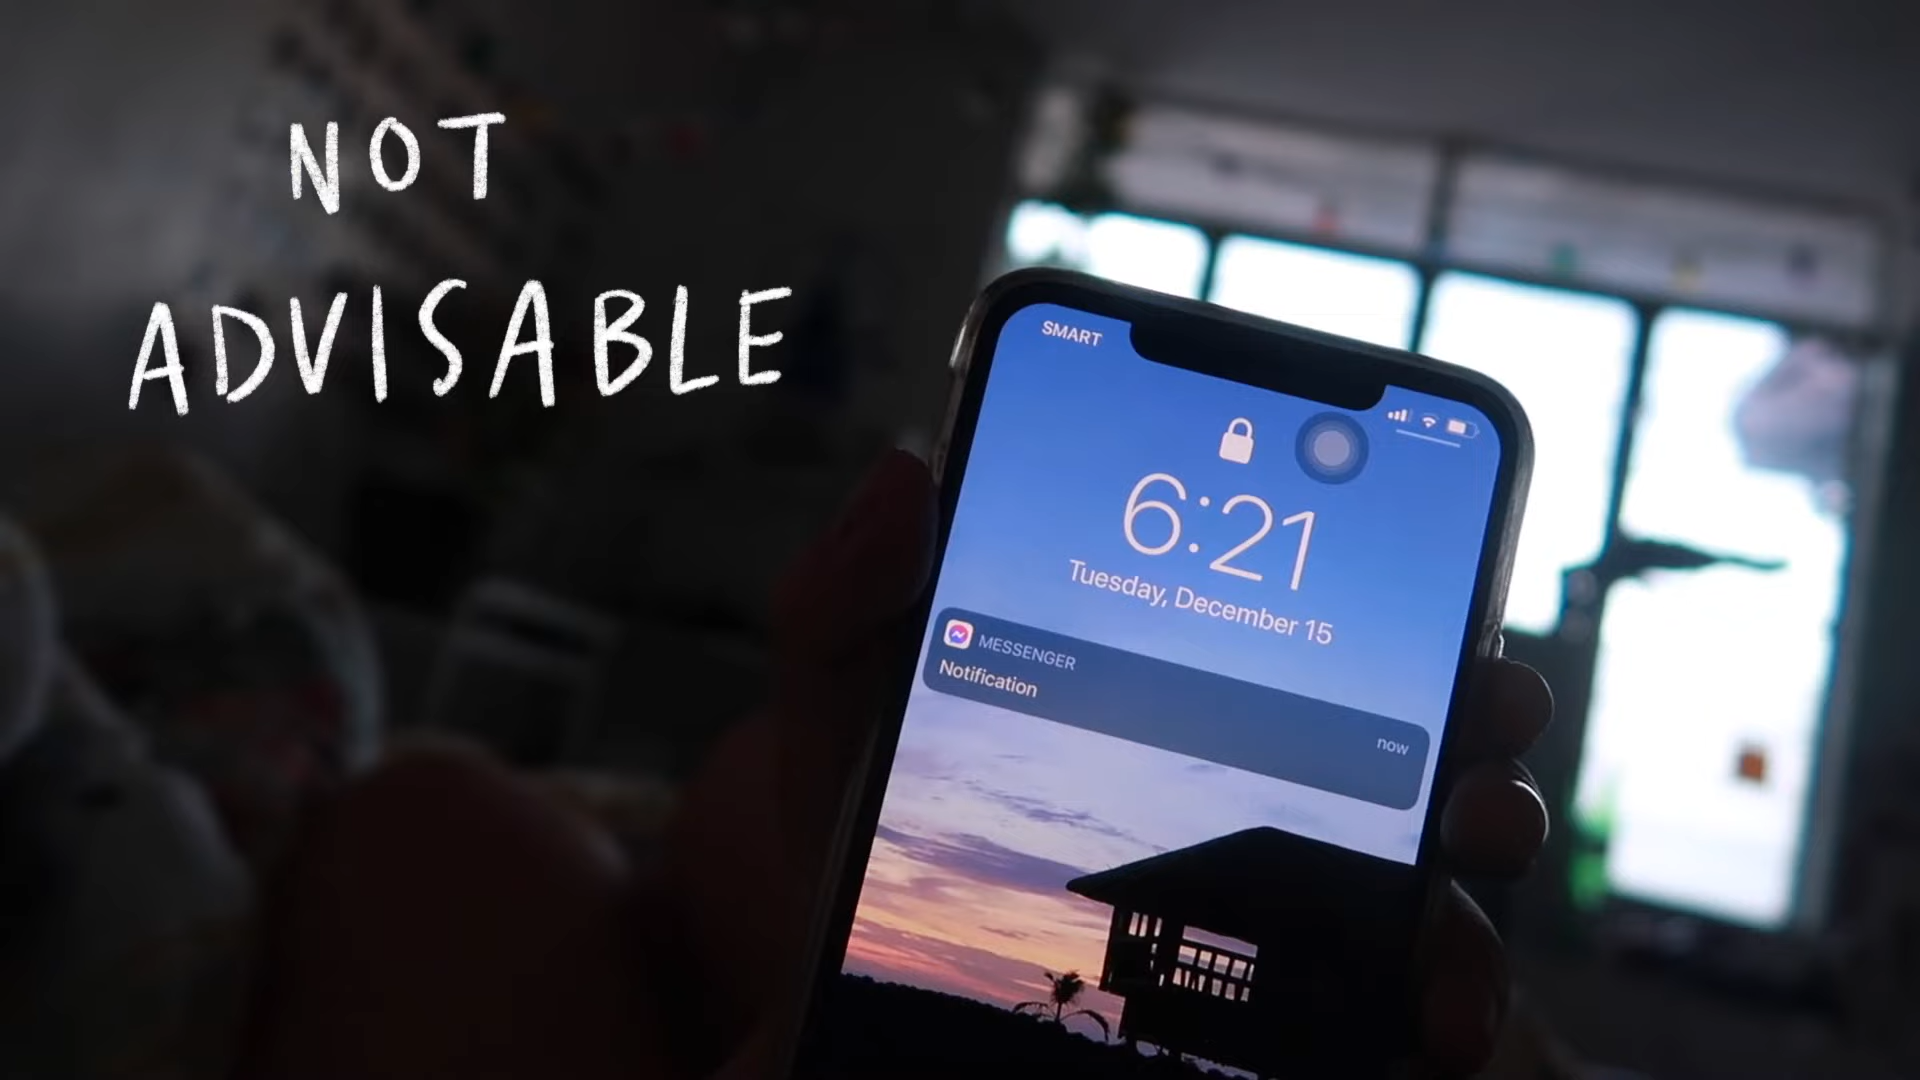 NOT
ADVISABLE
SMART
6:21
Tuesday, December 15
MESSENGER
Notification
now